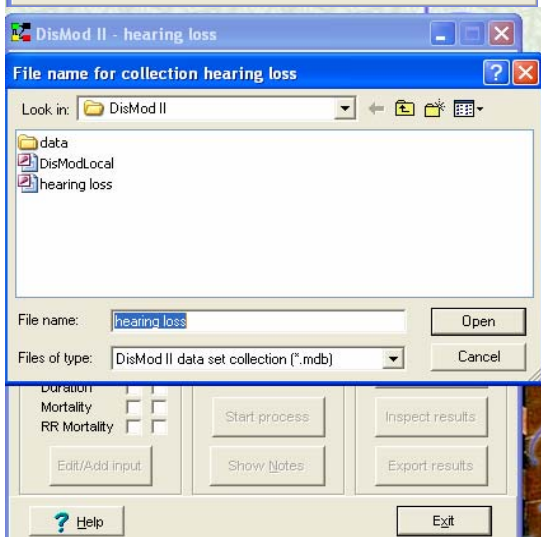 DisMod II - hearing loss
File name for collection hearing loss
Look in: DisMod II
data
DisModLocal
hearing loss
File name: hearing loss Open
Files of type: DisMod II data set collection (*.mdb) Cancel
Duration
Mortality
RR Mortality
Start process
Inspect results
Edit/Add input
Show Notes
Export results
? Help
Exit